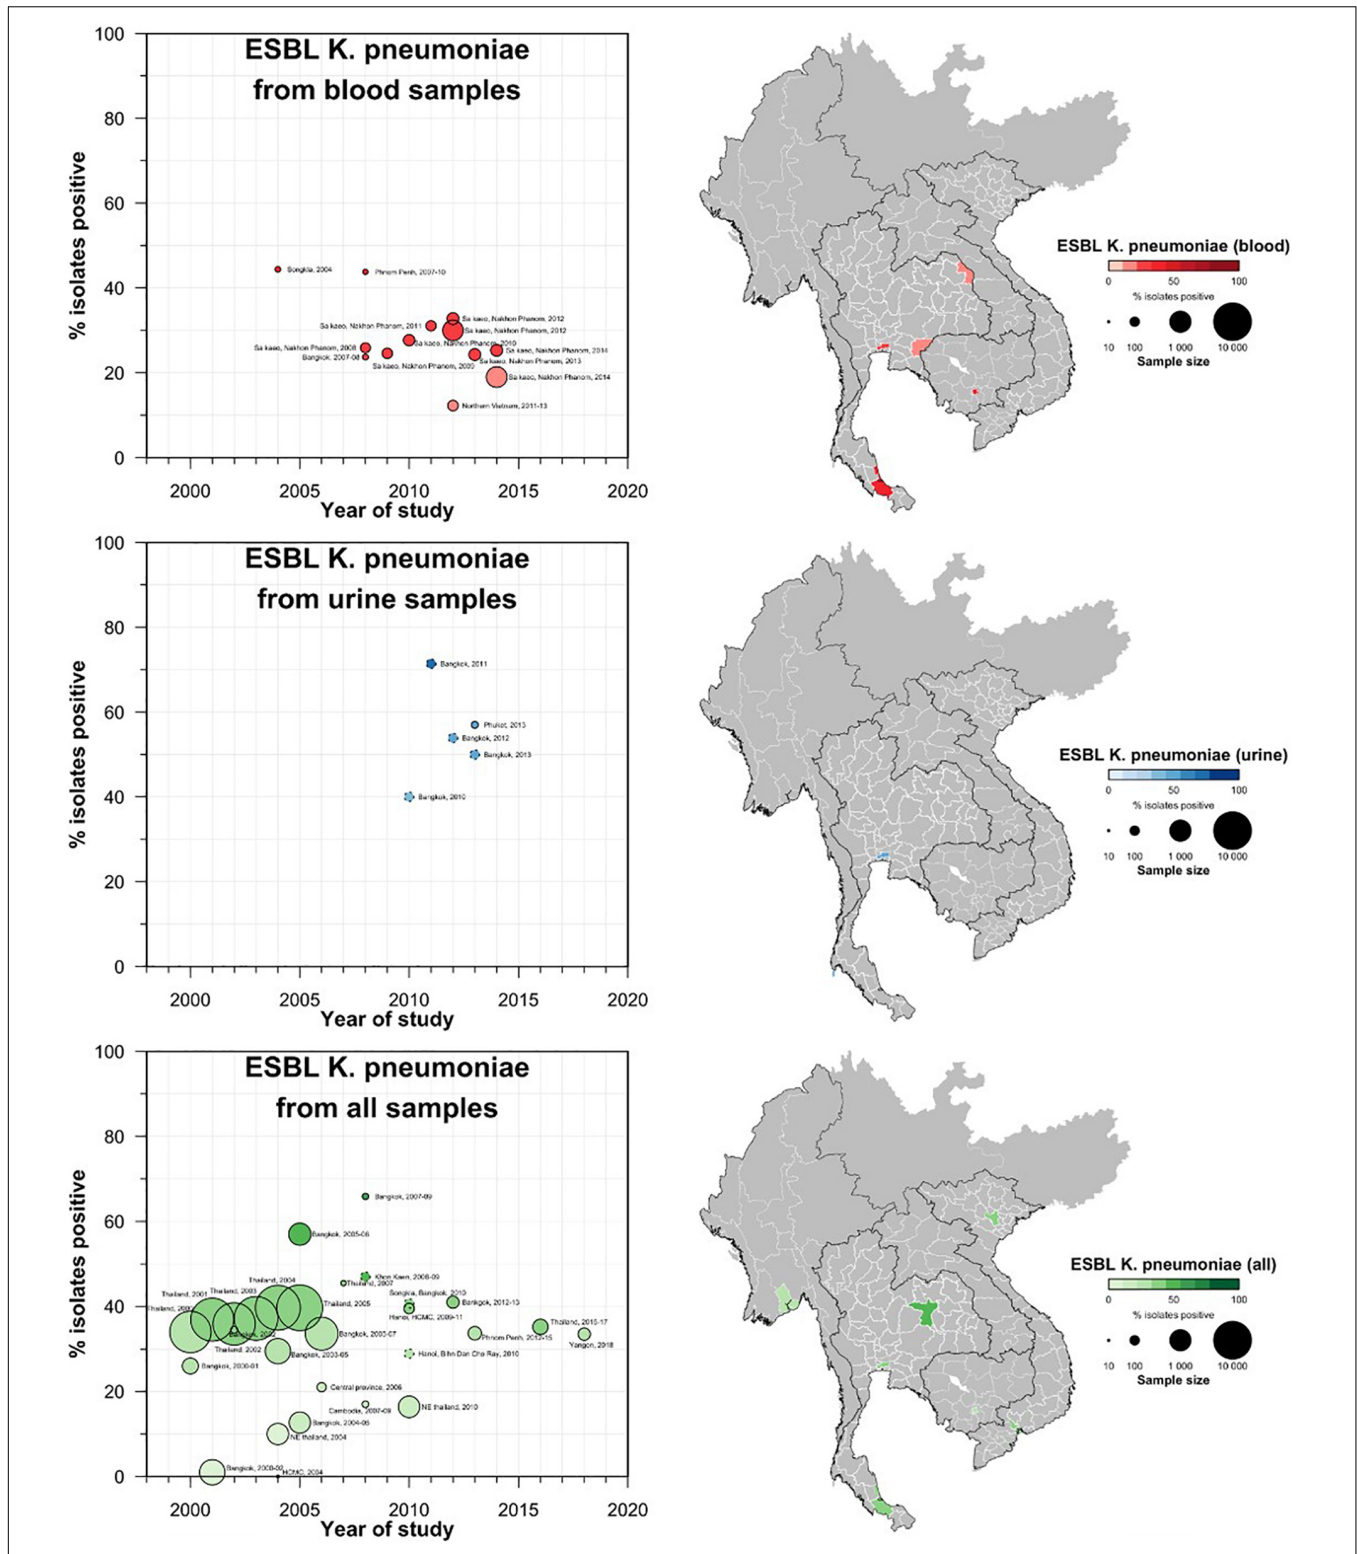 ESBL K. pneumoniae
from blood samples
100
80
60
40
20
0
% isolates positive
Songkla, 2004
Phnom Penh, 2007-10
Sa kaeo, Nakhon Phanom, 2012
Sa kaeo, Nakhon Phanom, 2011
Sa kaeo, Nakhon Phanom, 2012
Sa kaeo, Nakhon Phanom, 2010
Sa kaeo, Nakhon Phanom, 2008
Sa kaeo, Nakhon Phanom, 2014
Bangkok, 2007-08
Sa kaeo, Nakhon Phanom, 2013
Sa kaeo, Nakhon Phanom, 2009
Sa kaeo, Nakhon Phanom, 2014
Northern Vietnam, 2011-13
2000 2005 2010 2015 2020
Year of study
ESBL K. pneumoniae (blood)
0 50 100
% isolates positive
10 100 1 000 10 000
Sample size
ESBL K. pneumoniae
from urine samples
100
80
60
40
20
0
% isolates positive
Bangkok, 2011
Phuket, 2013
Bangkok, 2012
Bangkok, 2013
Bangkok, 2010
2000 2005 2010 2015 2020
Year of study
ESBL K. pneumoniae (urine)
0 50 100
% isolates positive
10 100 1 000 10 000
Sample size
ESBL K. pneumoniae
from all samples
100
80
60
40
20
0
% isolates positive
Bangkok, 2007-09
Bangkok, 2005-06
Khon Kaen, 2008-09
Thailand, 2004
Thailand, 2007
Thailand, 2003
Thailand, 2001
Songkla, Bangkok, 2010
Thailand, 2005
Bankgok, 2012-13
Thailand, 2000
Hanoi, HCMC, 2009-11
Thailand, 2016-17
Bangkok, 2002
Bangkok, 2003-07
Phnom Penh, 2012-15
Yangon, 2018
Thailand, 2002
Bangkok, 2003-05
Hanoi, Bihn Dan Cho Ray, 2010
Bangkok, 2000-01
Central province, 2006
Cambodia, 2007-08
NE thailand, 2010
Bangkok, 2004-05
NE thailand, 2004
Bangkok, 2000-02
HCMC, 2004
2000 2005 2010 2015 2020
Year of study
ESBL K. pneumoniae (all)
0 50 100
% isolates positive
10 100 1 000 10 000
Sample size